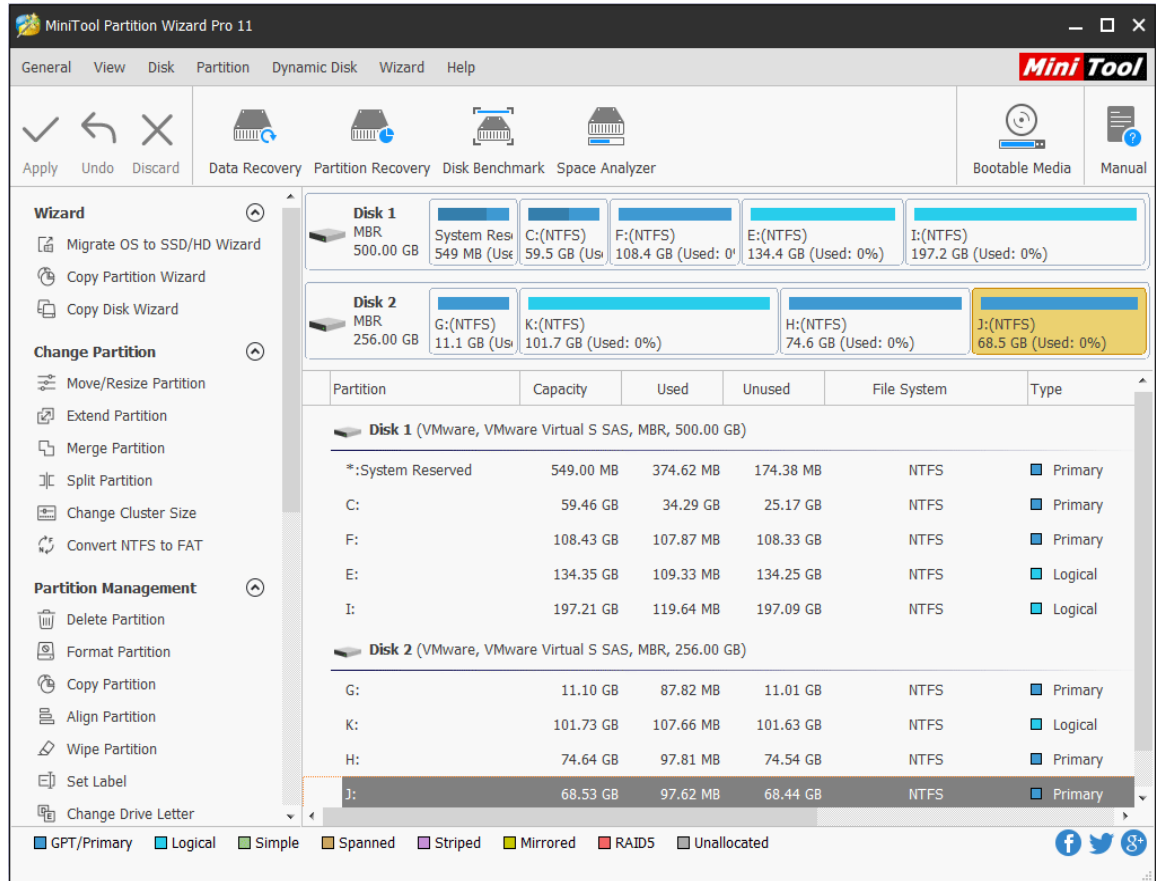 MiniTool Partition Wizard Pro 11
General View Disk Partition Dynamic Disk Wizard Help
Mini Tool
Apply Undo Discard Data Recovery Partition Recovery Disk Benchmark Space Analyzer Bootable Media Manual
Wizard
Migrate OS to SSD/HD Wizard
Copy Partition Wizard
Copy Disk Wizard
Change Partition
Move/Resize Partition
Extend Partition
Merge Partition
Split Partition
Change Cluster Size
Convert NTFS to FAT
Partition Management
Delete Partition
Format Partition
Copy Partition
Align Partition
Wipe Partition
Set Label
Change Drive Letter
Disk 1
MBR
500.00 GB
System Res
549 MB (Use
C:(NTFS)
59.5 GB (Us
F:(NTFS)
108.4 GB (Used: 0
E:(NTFS)
134.4 GB (Used: 0%)
I:(NTFS)
197.2 GB (Used: 0%)
Disk 2
MBR
256.00 GB
G:(NTFS)
11.1 GB (Us
K:(NTFS)
101.7 GB (Used: 0%)
H:(NTFS)
74.6 GB (Used: 0%)
J:(NTFS)
68.5 GB (Used: 0%)
Partition Capacity Used Unused File System Type
Disk 1 (VMware, VMware Virtual S SAS, MBR, 500.00 GB)
*:System Reserved 549.00 MB 374.62 MB 174.38 MB NTFS Primary
C: 59.46 GB 34.29 GB 25.17 GB NTFS Primary
F: 108.43 GB 107.87 MB 108.33 GB NTFS Primary
E: 134.35 GB 109.33 MB 134.25 GB NTFS Logical
I: 197.21 GB 119.64 MB 197.09 GB NTFS Logical
Disk 2 (VMware, VMware Virtual S SAS, MBR, 256.00 GB)
G: 11.10 GB 87.82 MB 11.01 GB NTFS Primary
K: 101.73 GB 107.66 MB 101.63 GB NTFS Logical
H: 74.64 GB 97.81 MB 74.54 GB NTFS Primary
J: 68.53 GB 97.62 MB 68.44 GB NTFS Primary
GPT/Primary Logical Simple Spanned Striped Mirrored RAID5 Unallocated